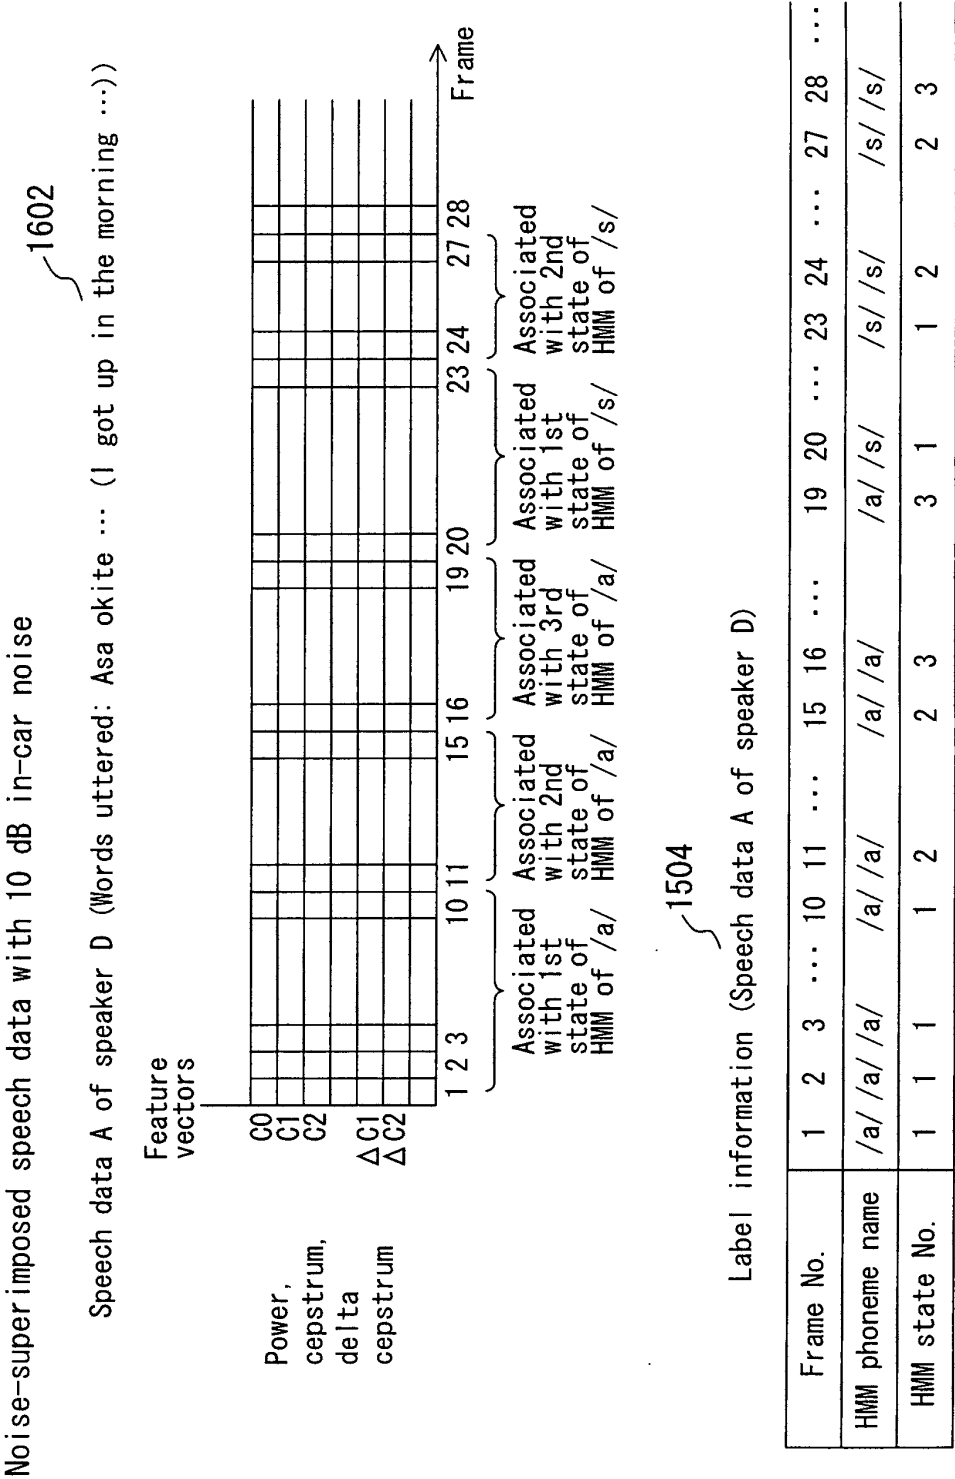 Noise-superimposed speech data with 10 dB in-car noise
1602
Speech data A of speaker D (Words uttered: Asa okite ··· (I got up in the morning ···))
Feature
vectors
Power,
cepstrum,
delta
cepstrum
C0
C1
C2
Δ C1
Δ C2
1 2 3 10 11 15 16 19 20 23 24 27 28
Frame
Associated
with 1st
state of
HMM of /a/
Associated
with 2nd
state of
HMM of /a/
Associated
with 3rd
state of
HMM of /a/
Associated
with 1st
state of
HMM of /s/
Associated
with 2nd
state of
HMM of /s/
1504
Label information (Speech data A of speaker D)
Frame No. 1 2 3 ··· 10 11 ··· 15 16 ··· 19 20 ··· 23 24 ··· 27 28 ···
HMM phoneme name /a/ /a/ /a/ /a/ /a/ /a/ /a/ /a/ /s/ /s/ /s/ /s/ /s/
HMM state No. 1 1 1 1 2 2 3 3 1 1 2 2 3